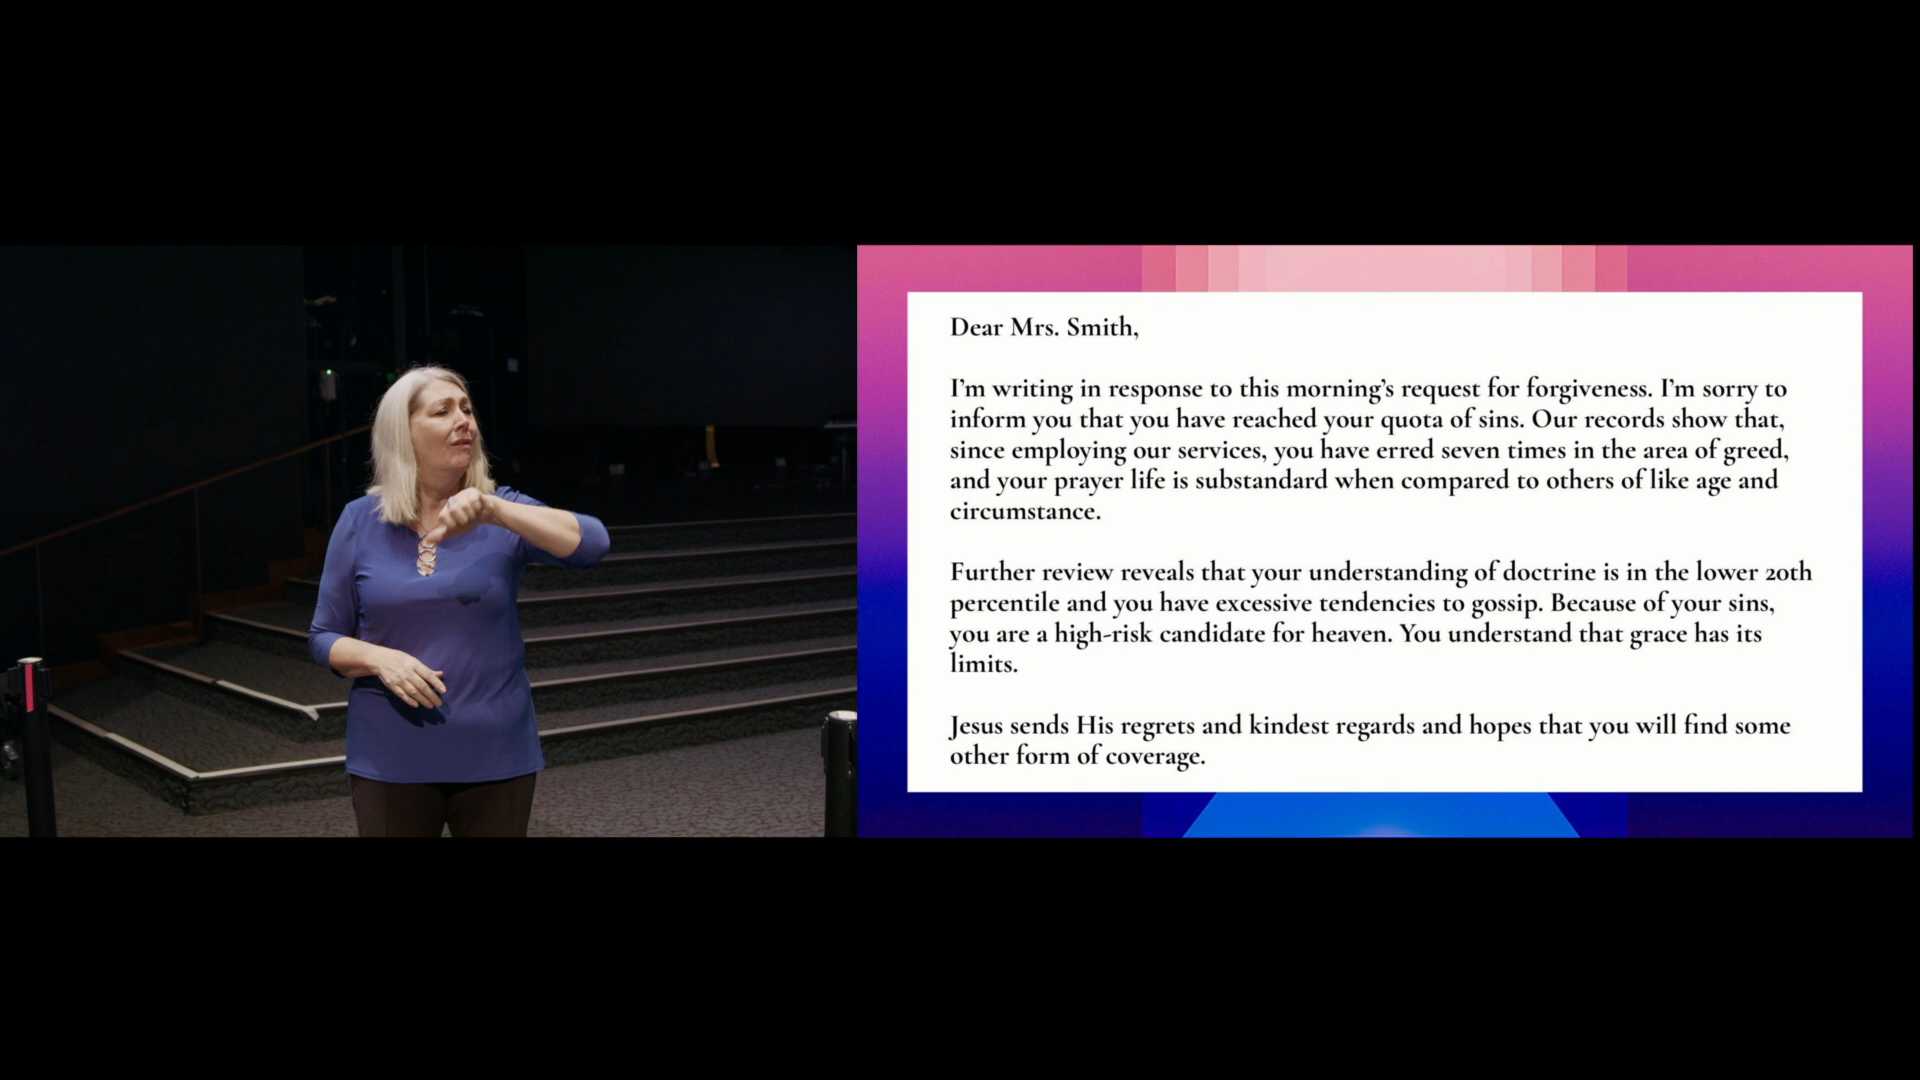 Dear Mrs. Smith,
I'm writing in response to this morning's request for forgiveness. I'm sorry to
inform you that you have reached your quota of sins. Our records show that,
since employing our services, you have erred seven times in the area of greed,
and your prayer life is substandard when compared to others of like age and
circumstance.
Further review reveals that your understanding of doctrine is in the lower 20th
percentile and you have excessive tendencies to gossip. Because of your sins,
you are a high-risk candidate for heaven. You understand that grace has its
limits.
Jesus sends His regrets and kindest regards and hopes that you will find some
other form of coverage.